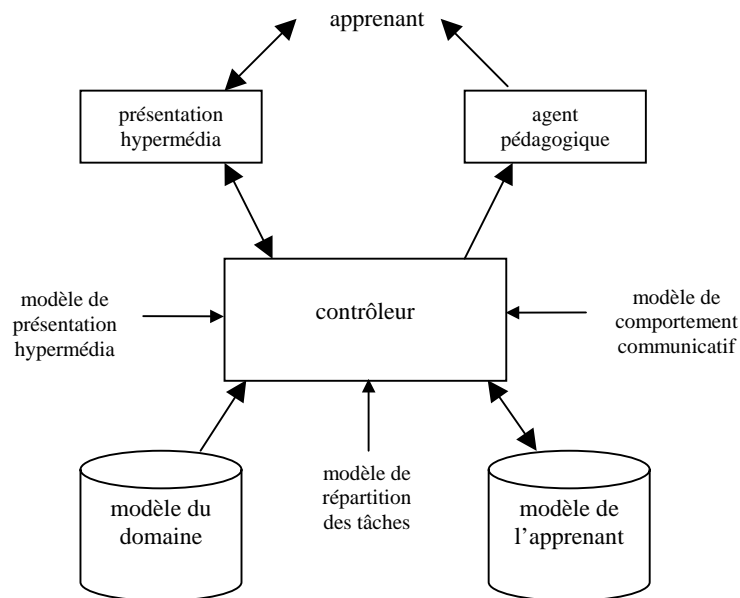 apprenant
présentation
hypermédia
agent
pédagogique
modèle de
présentation
hypermédia
contrôleur
modèle de
comportement
communicatif
modèle du
domaine
modèle de
répartition
des tâches
modèle de
l’apprenant